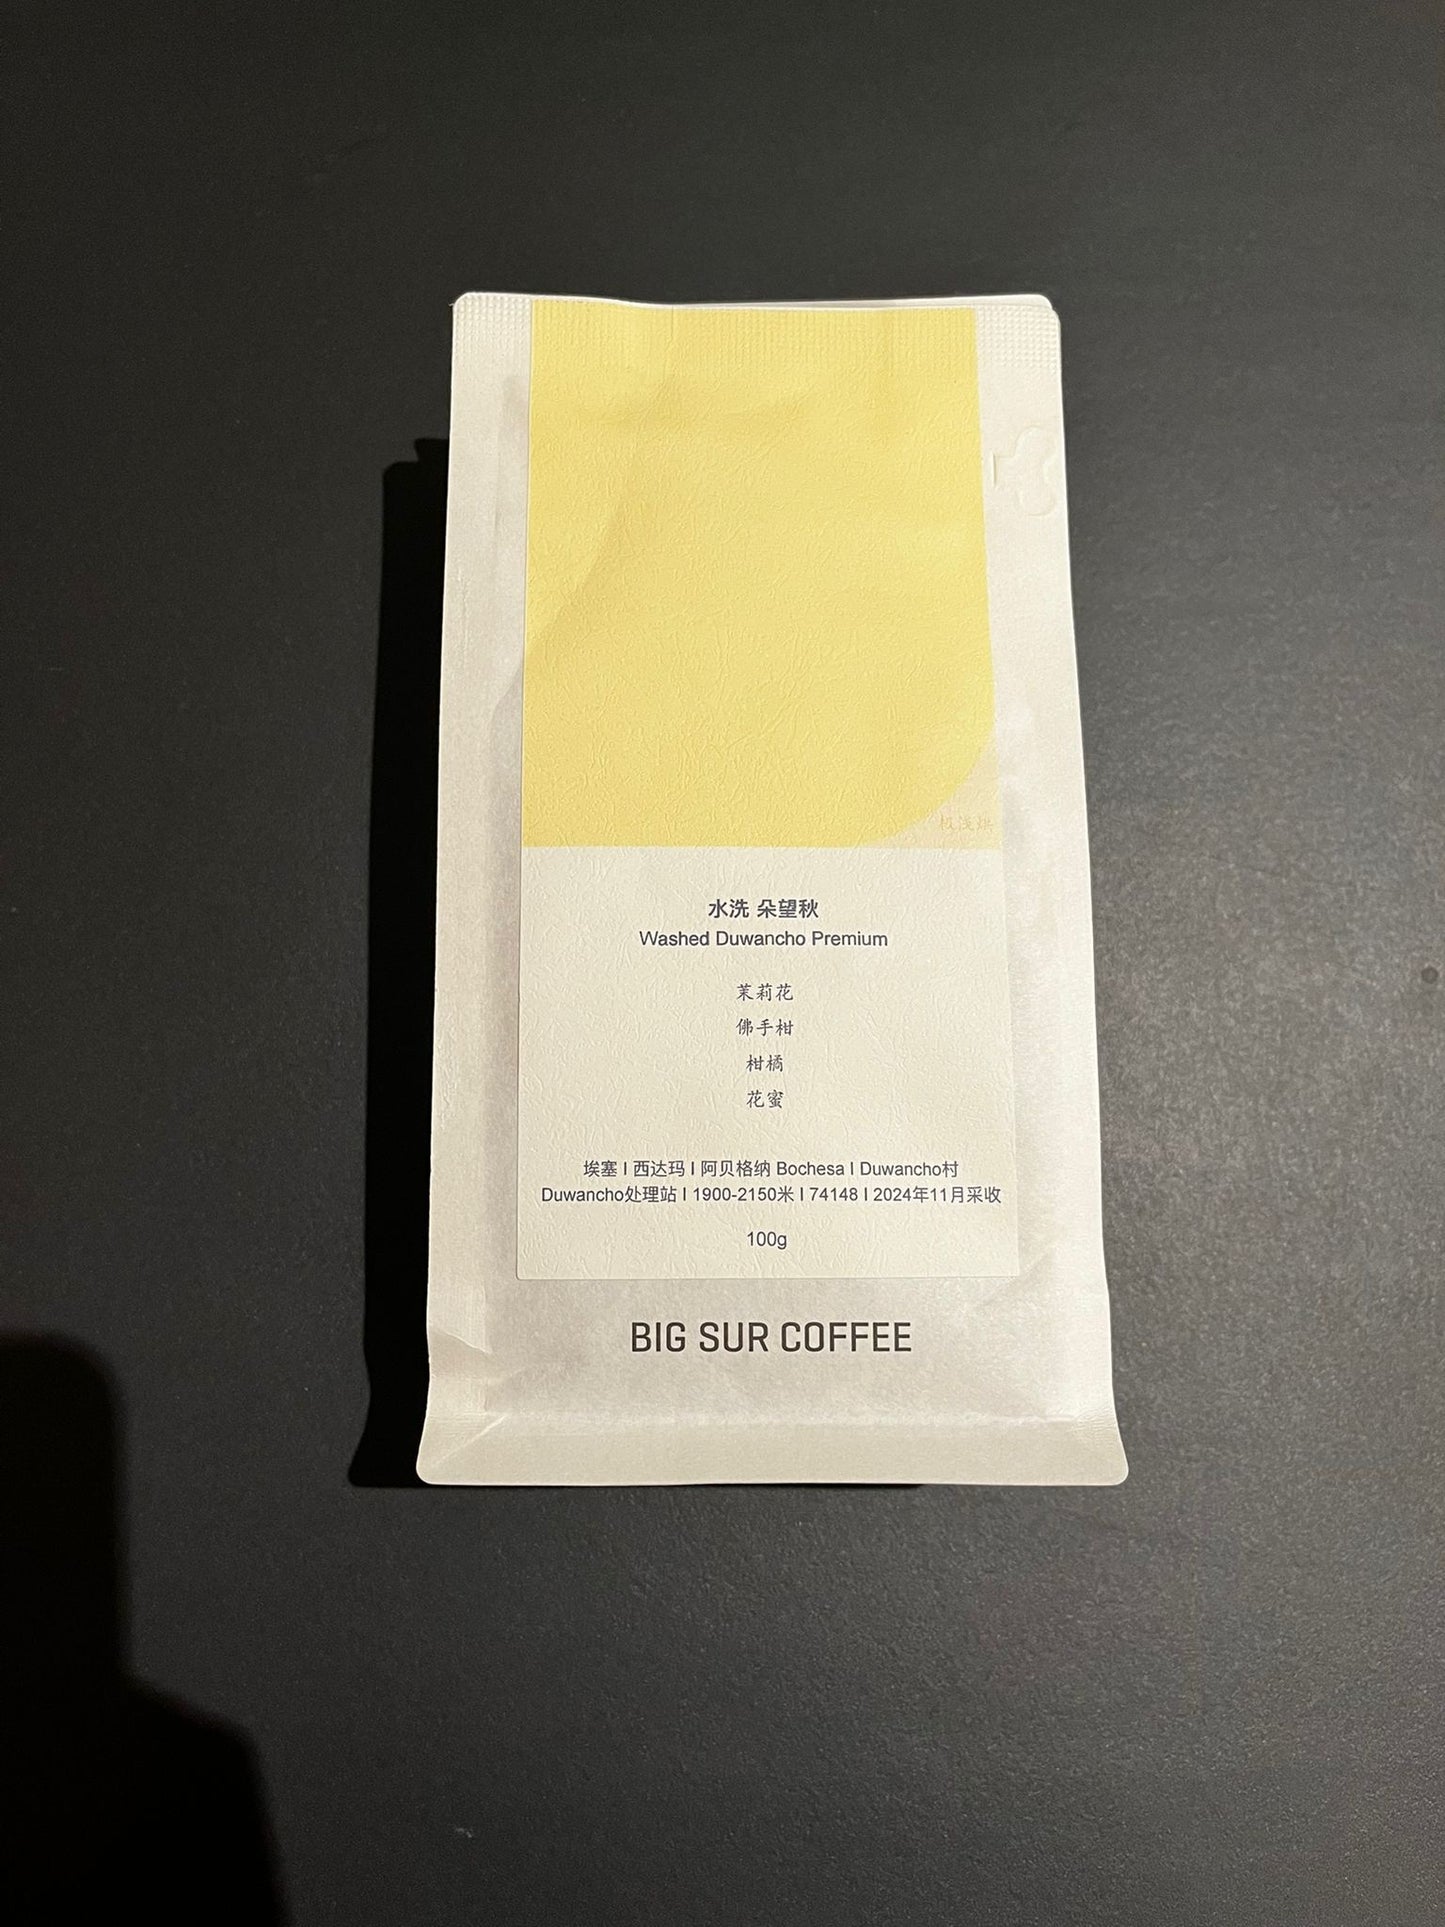 极浅烘
水洗 朵望秋
Washed Duwancho Premium
茉莉花
佛手柑
柑橘
花蜜
埃塞 I 西达玛 I 阿贝格纳 Bochesa I Duwancho村
Duwancho处理站 I 1900-2150米 I 74148 I 2024年11月采收
100g
BIG SUR COFFEE